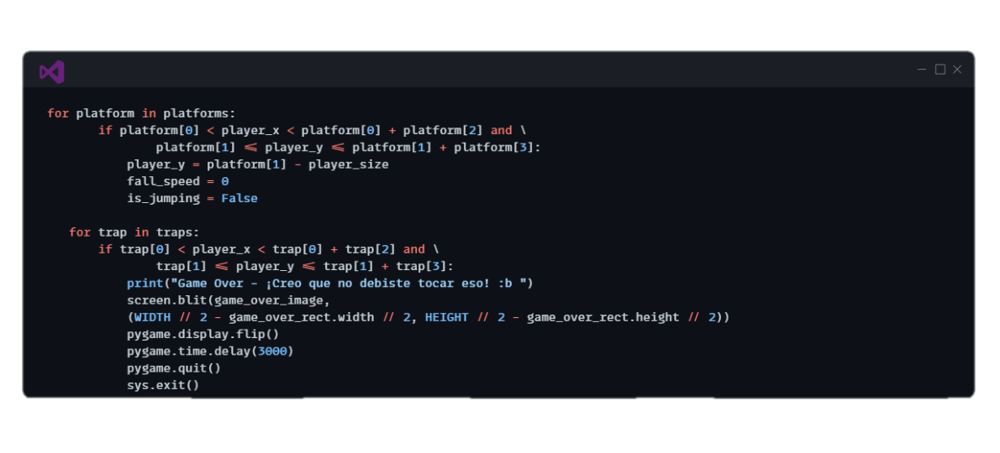 for platform in platforms:
if platform[0] < player_x < platform[0] + platform[2] and \
platform[1] <= player_y <= platform[1] + platform[3]:
player_y = platform[1] - player_size
fall_speed = 0
is_jumping = False
for trap in traps:
if trap[0] < player_x < trap[0] + trap[2] and \
trap[1] <= player_y <= trap[1] + trap[3]:
print("Game Over - ¡Creo que no debiste tocar eso! :b ")
screen.blit(game_over_image,
(WIDTH // 2 - game_over_rect.width // 2, HEIGHT // 2 - game_over_rect.height // 2))
pygame.display.flip()
pygame.time.delay(3000)
pygame.quit()
sys.exit()